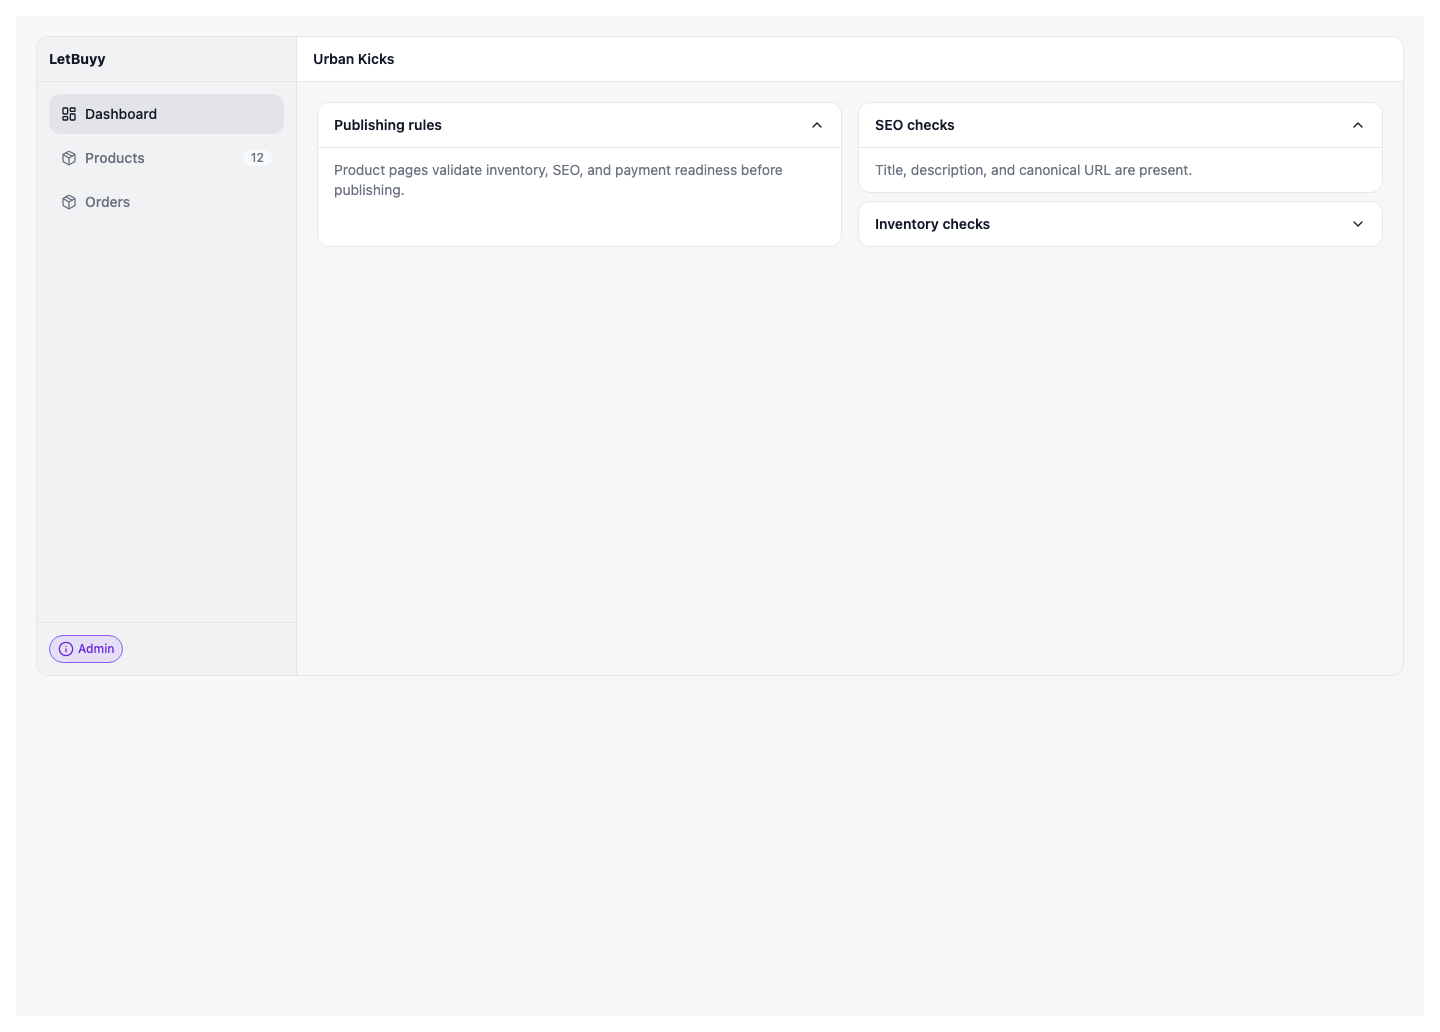 LetBuyy
Urban Kicks
Dashboard
Products 12
Orders
Admin
Publishing rules
Product pages validate inventory, SEO, and payment readiness before
publishing.
SEO checks
Title, description, and canonical URL are present.
Inventory checks